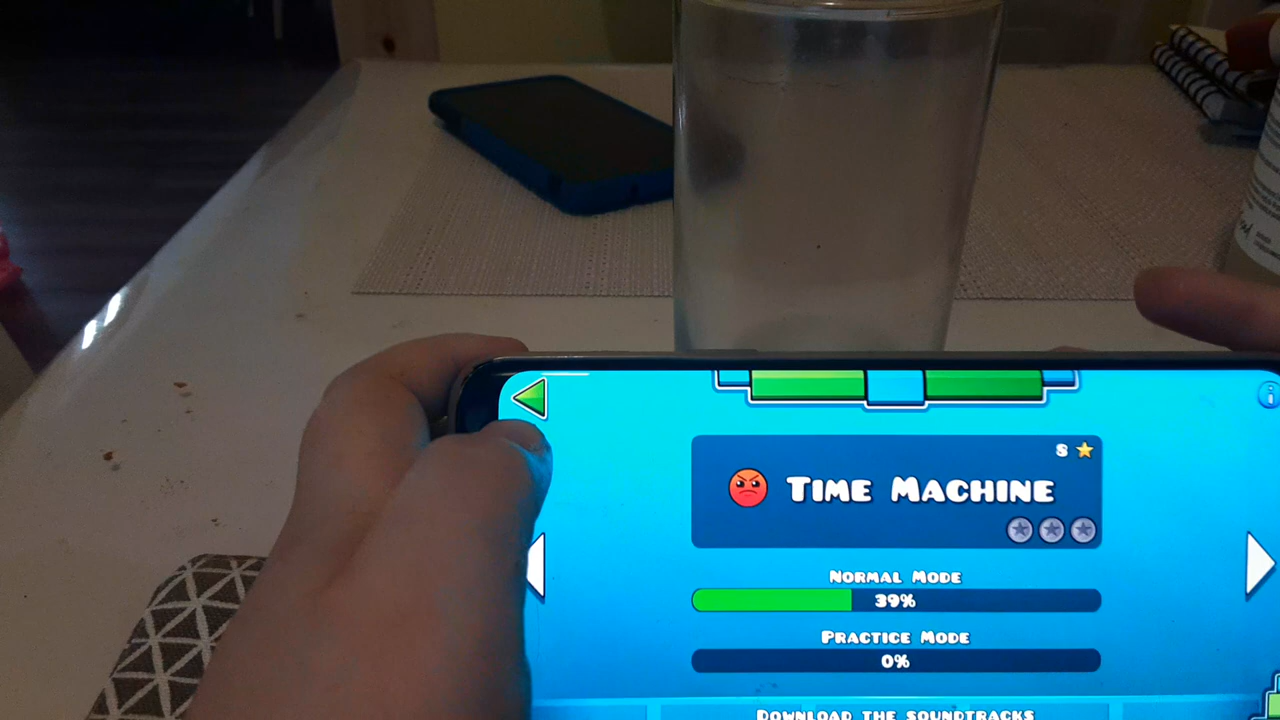 8
TIME MACHINE
NORMAL MODE
39%
PRACTICE MODE
0%
DOWNLOAD THE SOUNDTRACKS